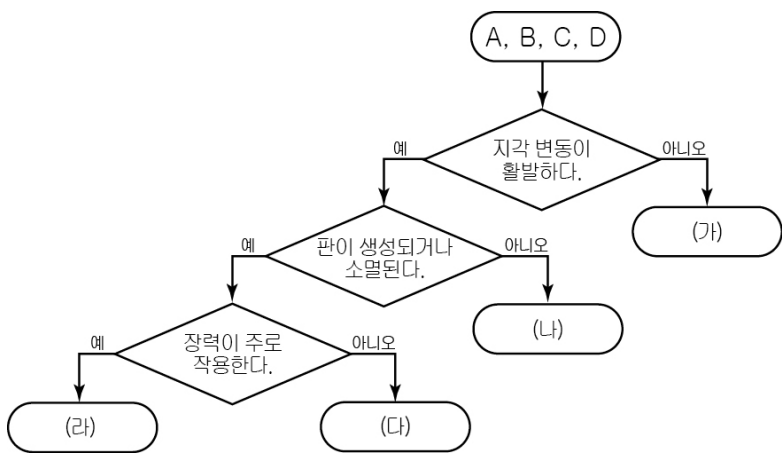 A, B, C, D
지각 변동이
활발하다.
예
아니오
(가)
판이 생성되거나
소멸된다.
예
아니오
(나)
장력이 주로
작용한다.
예
아니오
(라)
(다)